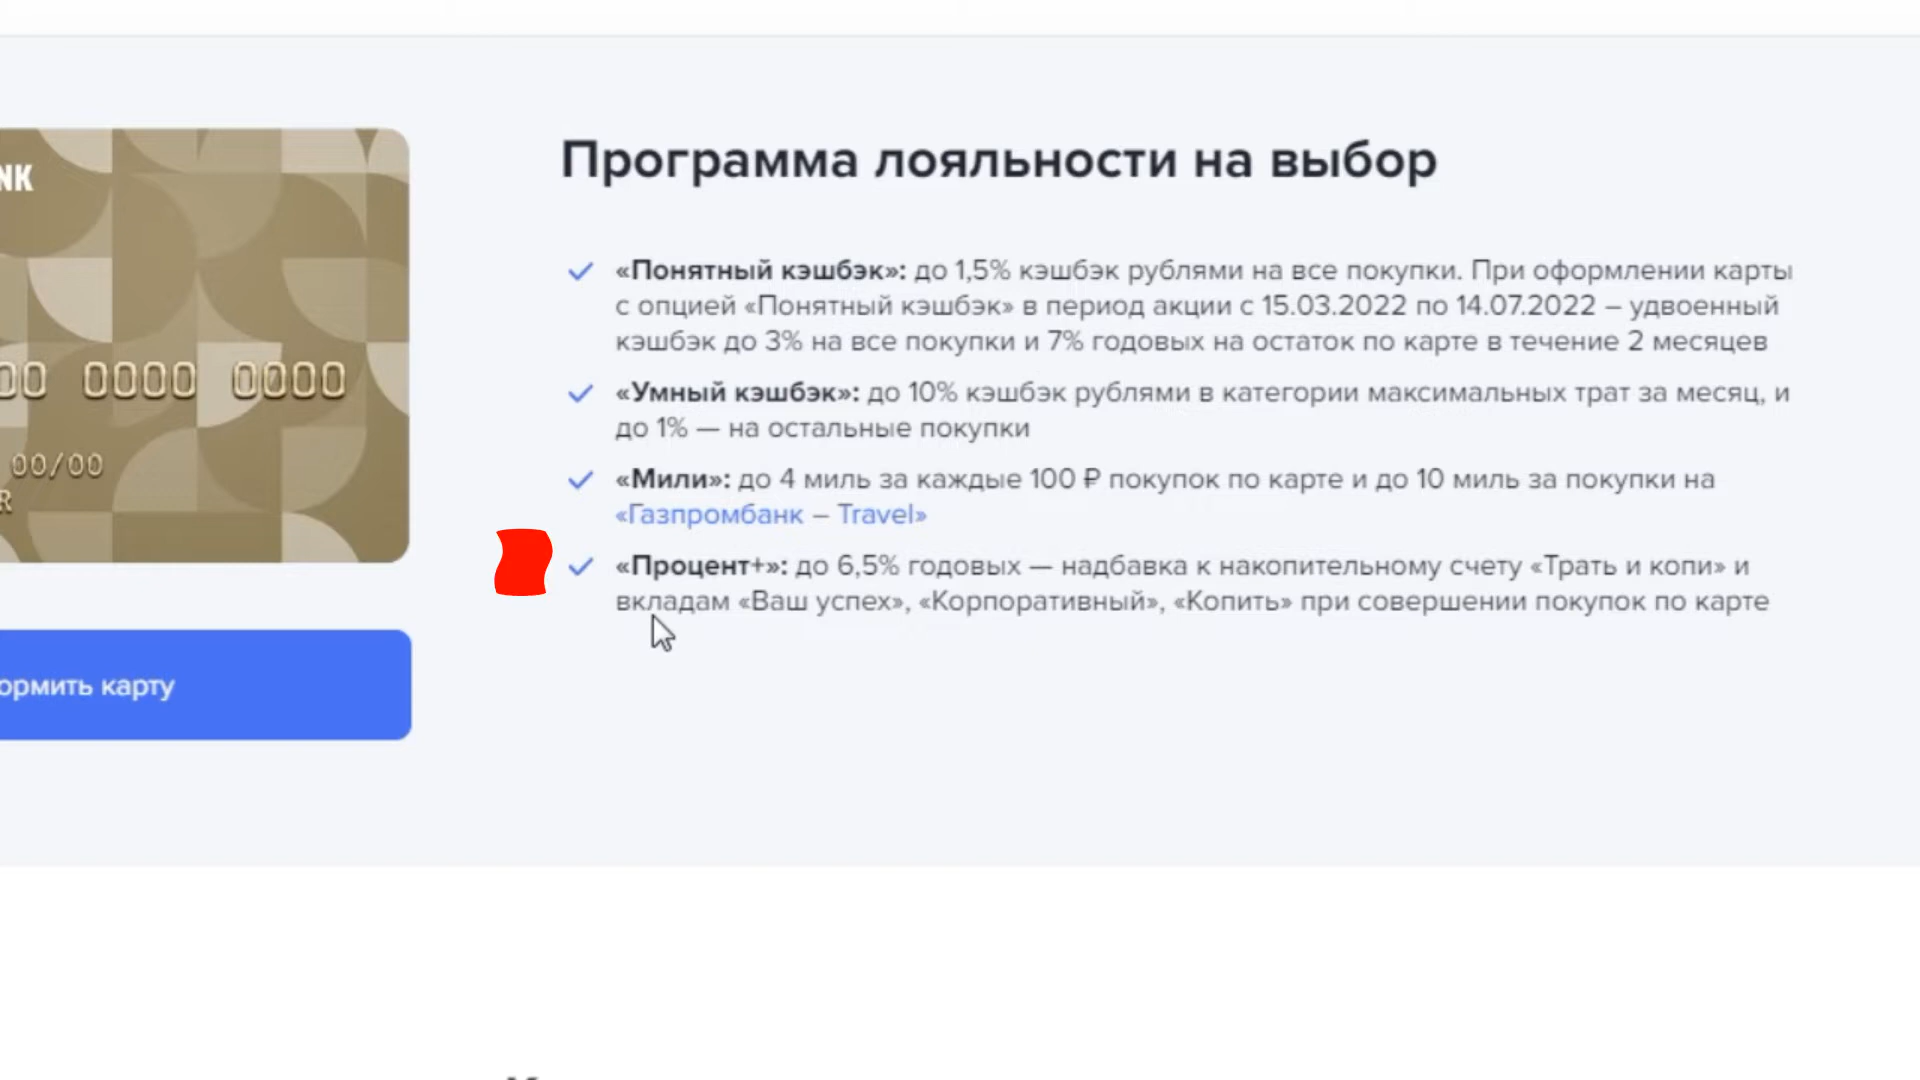 NK
00 0000 0000
00/00
R
ормить карту
Программа лояльности на выбор
«Понятный кэшбэк»: до 1,5% кэшбэк рублями на все покупки. При оформлении карты
с опцией «Понятный кэшбэк» в период акции с 15.03.2022 по 14.07.2022 – удвоенный
кэшбэк до 3% на все покупки и 7% годовых на остаток по карте в течение 2 месяцев
«Умный кэшбэк»: до 10% кэшбэк рублями в категории максимальных трат за месяц, и
до 1% — на остальные покупки
«Мили»: до 4 миль за каждые 100 ₽ покупок по карте и до 10 миль за покупки на
«Газпромбанк – Travel»
«Процент+»: до 6,5% годовых — надбавка к накопительному счету «Трать и копи» и
вкладам «Ваш успех», «Корпоративный», «Копить» при совершении покупок по карте